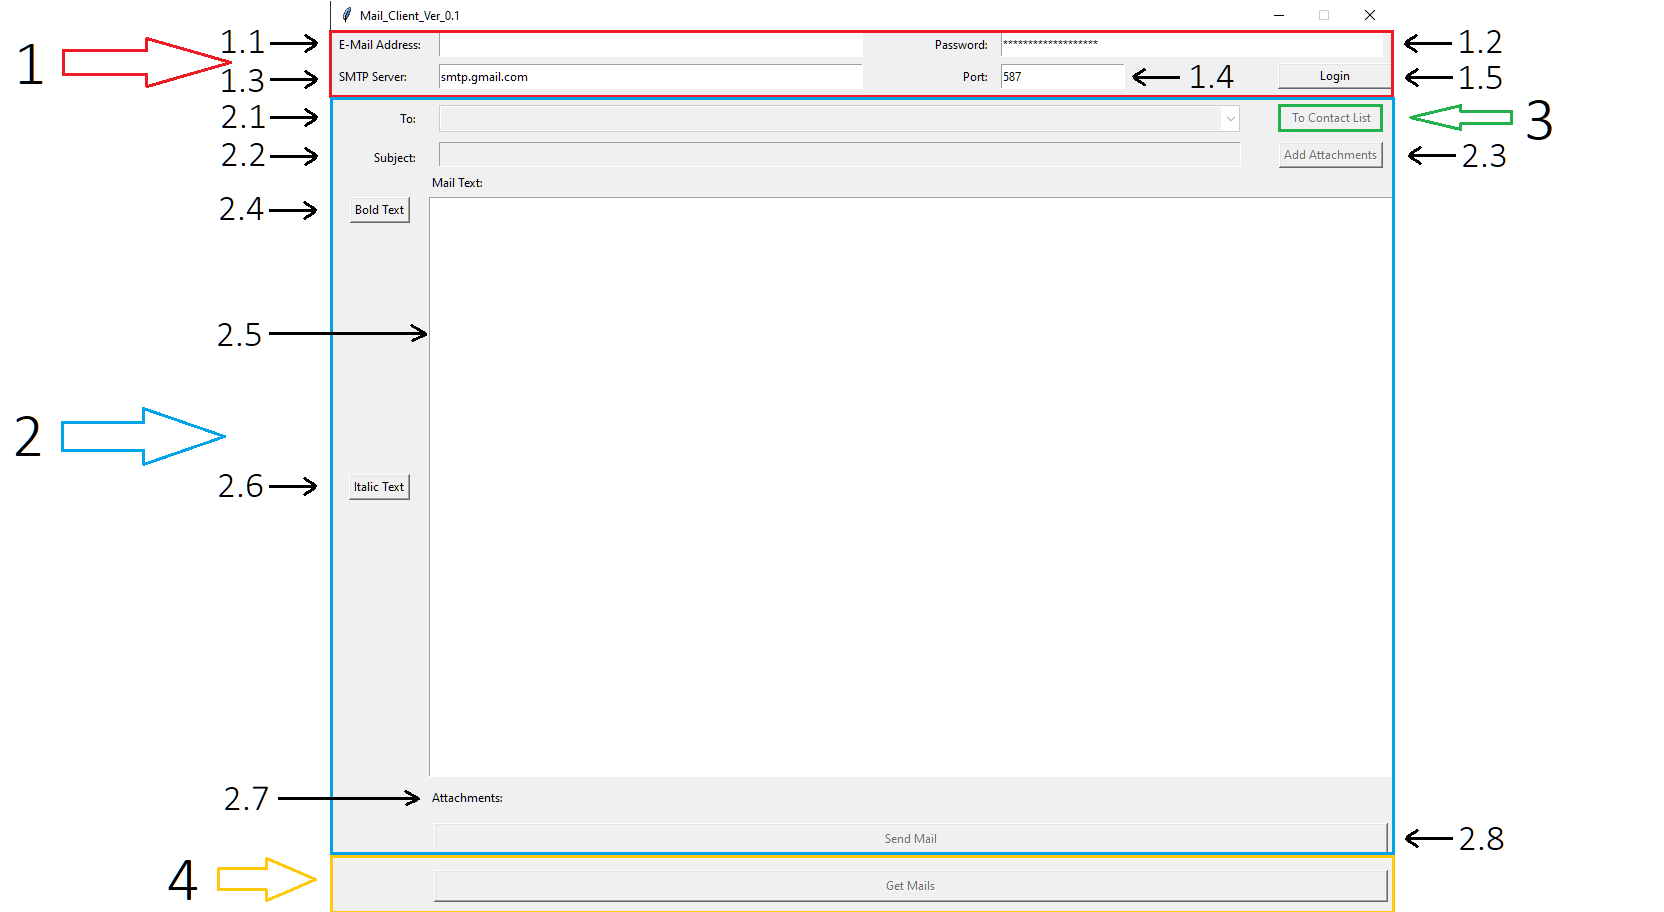 Mail_Client_Ver_0.1
1
1.1 E-Mail Address: Password: ******************* 1.2
1.3 SMTP Server: smtp.gmail.com Port: 587 1.4 Login 1.5
2.1 To: To Contact List 3
2.2 Subject: Add Attachments 2.3
Mail Text:
2.4 Bold Text
2.5
2
2.6 Italic Text
2.7 Attachments:
Send Mail 2.8
4 Get Mails